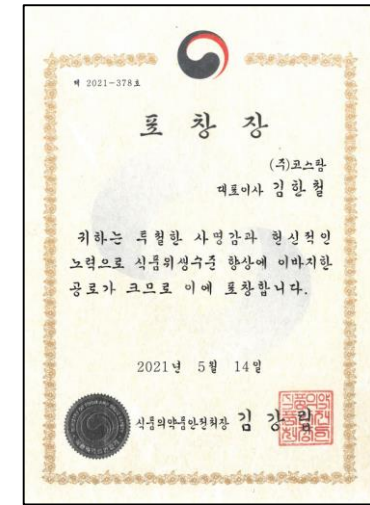 제 2021-378호
표 창 장
(주)코스팜
대표이사 김한철
귀하는 투철한 사명감과 헌신적인
노력으로 식품위생수준 향상에 이바지한
공로가 크므로 이에 표창합니다.
2021년 5월 14일
식품의약품안전처장 김강립